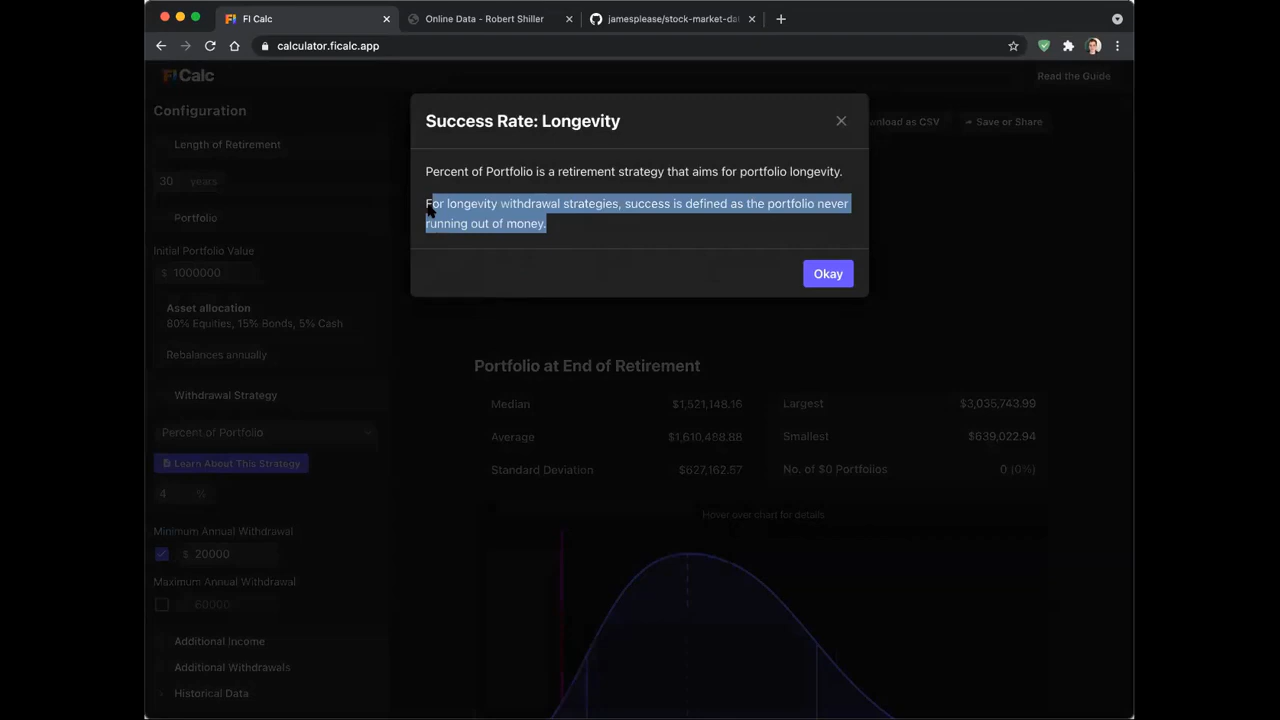 FI Calc
Online Data - Robert Shiller
jamesplease/stock-market-dat
calculator.ficalc.app
FI Calc
Read the Guide
Configuration
Length of Retirement
30 years
Portfolio
Initial Portfolio Value
$ 1000000
Asset allocation
80% Equities, 15% Bonds, 5% Cash
Rebalances annually
Withdrawal Strategy
Percent of Portfolio
Learn About This Strategy
4 %
Minimum Annual Withdrawal
$ 20000
Maximum Annual Withdrawal
60000
Additional Income
Additional Withdrawals
Historical Data
wnload as CSV
Save or Share
Success Rate: Longevity
Percent of Portfolio is a retirement strategy that aims for portfolio longevity.
For longevity withdrawal strategies, success is defined as the portfolio never
running out of money.
Okay
Portfolio at End of Retirement
Median $1,521,148.16
Average $1,610,488.88
Standard Deviation $627,162.57
Largest $3,035,743.99
Smallest $639,022.94
No. of $0 Portfolios 0 (0%)
Hover over chart for details